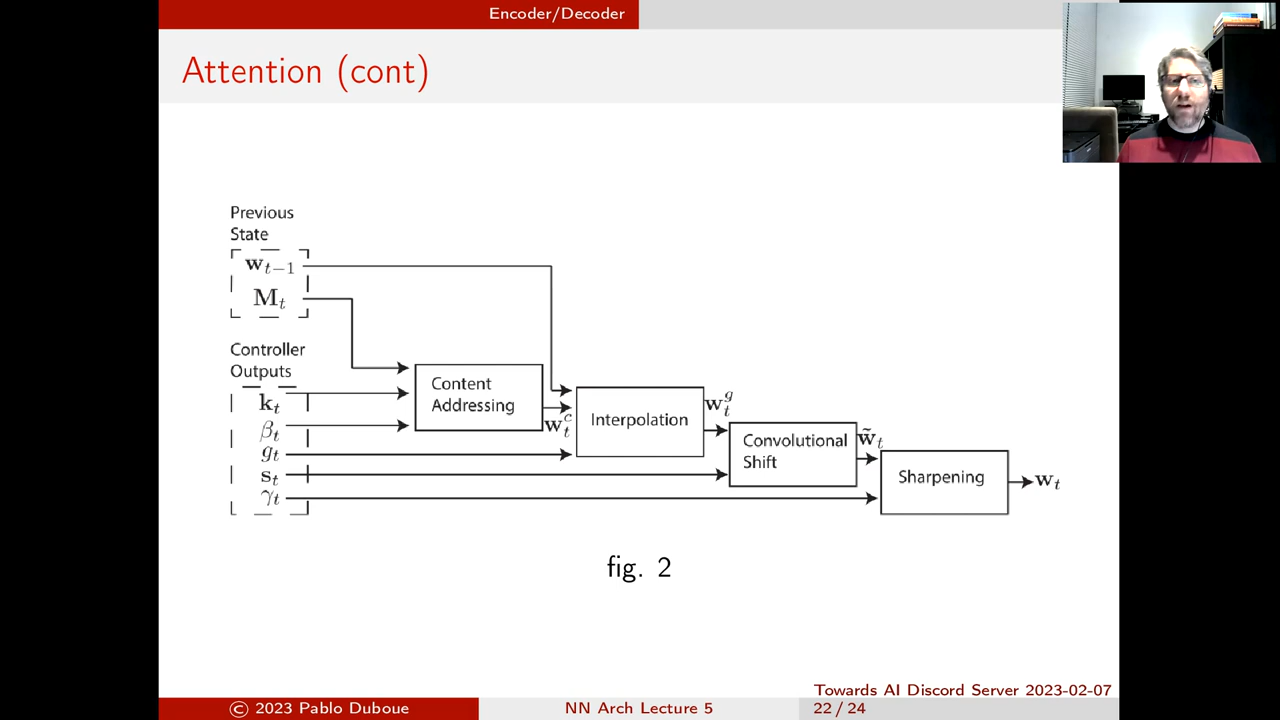 Encoder/Decoder
Attention (cont)
Previous
State
w_{t−1}
M_t
Controller
Outputs
k_t
β_t
g_t
s_t
γ_t
Content
Addressing
w_t^c
Interpolation
w_t^g
Convolutional
Shift
w̃_t
Sharpening
w_t
fig. 2
Towards AI Discord Server 2023-02-07
© 2023 Pablo Duboue
NN Arch Lecture 5
22 / 24